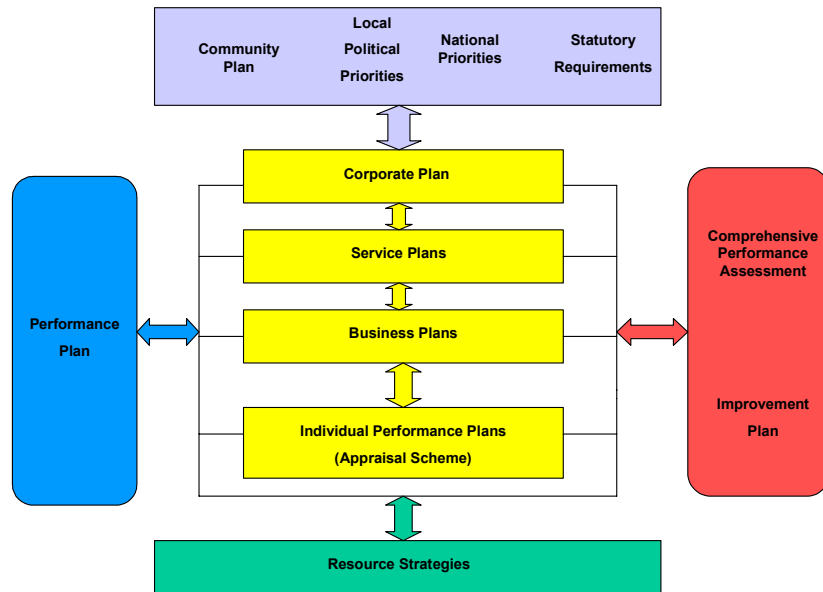 Community
Plan
Local
Political
Priorities
National
Priorities
Statutory
Requirements
Corporate Plan
Service Plans
Business Plans
Individual Performance Plans
(Appraisal Scheme)
Performance
Plan
Comprehensive
Performance
Assessment
Improvement
Plan
Resource Strategies